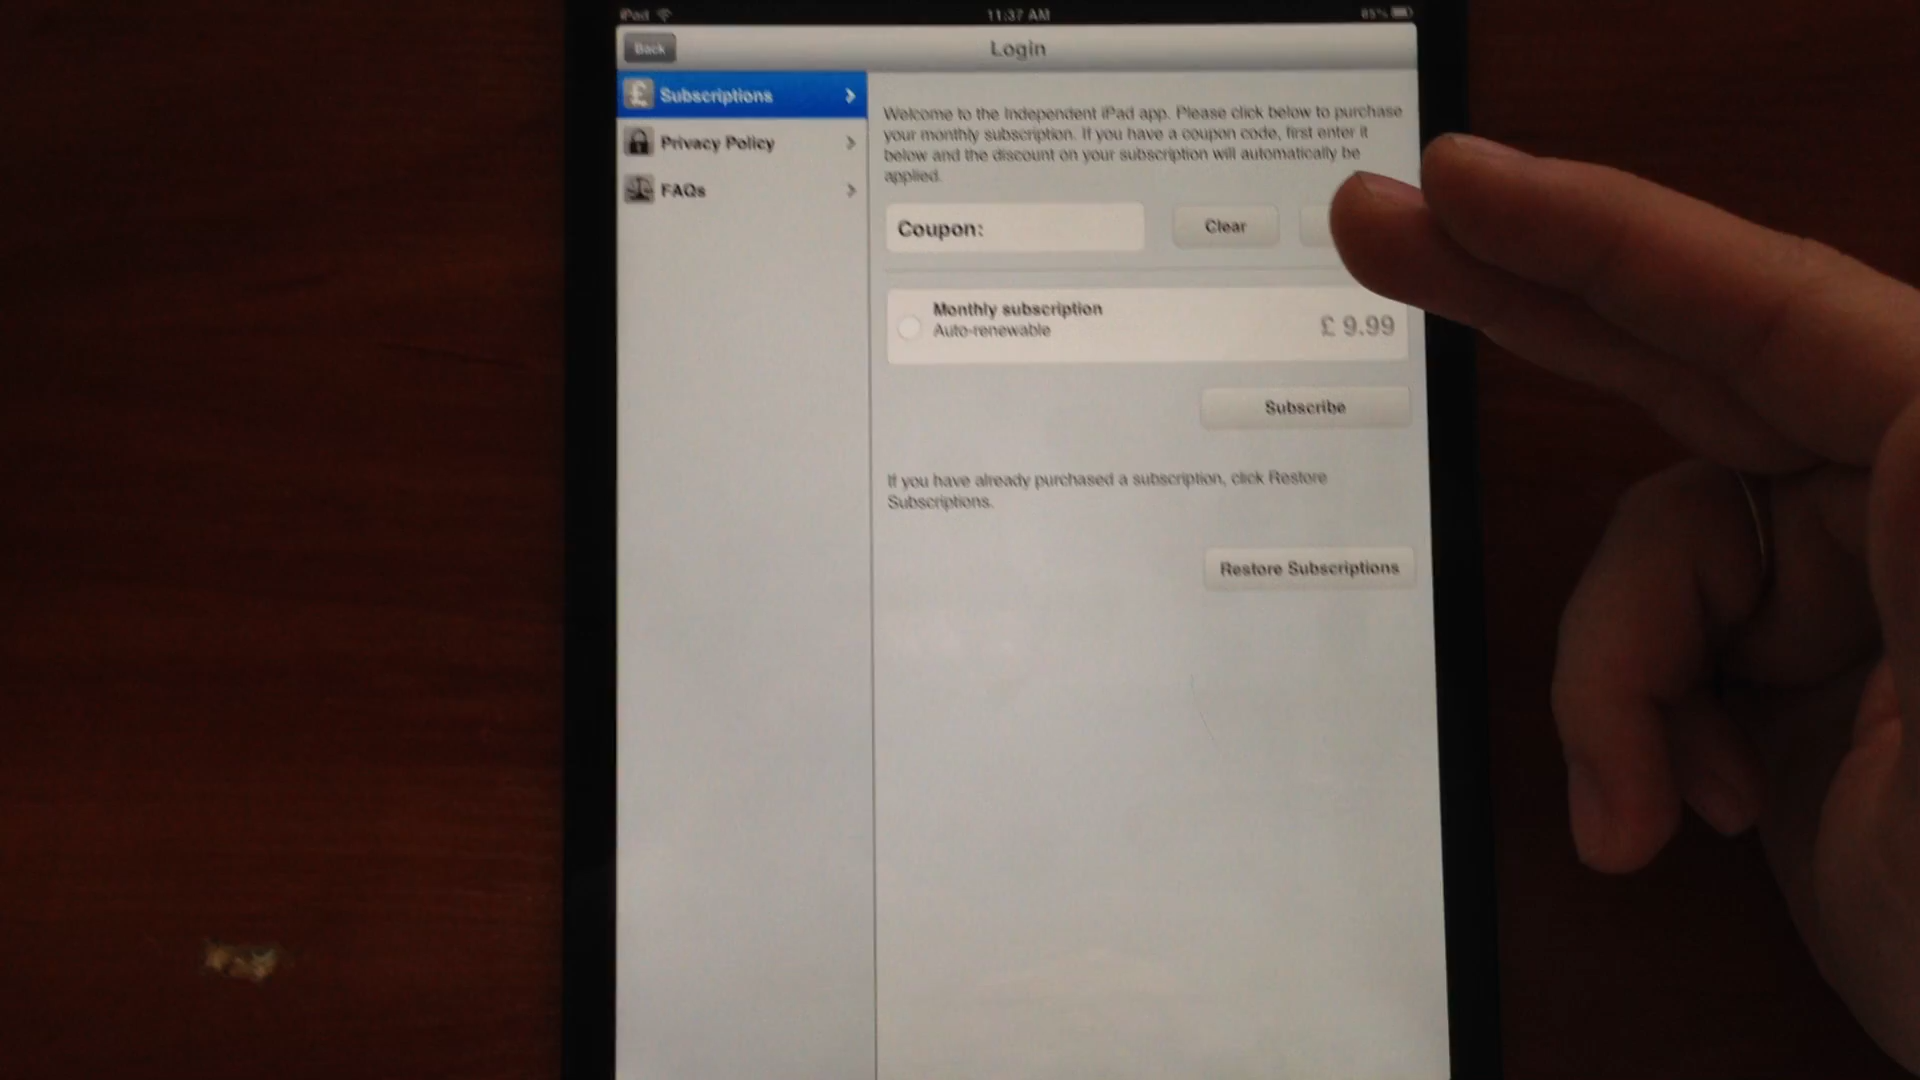 iPad
11:37 AM
85%
Back
Login
£ Subscriptions
Privacy Policy
FAQs
Welcome to the Independent iPad app. Please click below to purchase
your monthly subscription. If you have a coupon code, first enter it
below and the discount on your subscription will automatically be
applied.
Coupon:
Clear
Monthly subscription
Auto-renewable
£ 9.99
Subscribe
If you have already purchased a subscription, click Restore
Subscriptions.
Restore Subscriptions